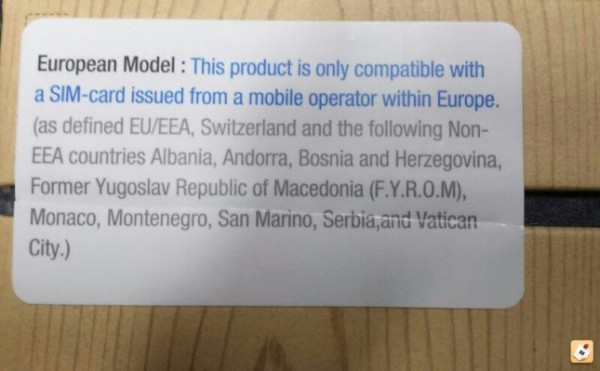 European Model : This product is only compatible with
a SIM-card issued from a mobile operator within Europe.
(as defined EU/EEA, Switzerland and the following Non-
EEA countries Albania, Andorra, Bosnia and Herzegovina,
Former Yugoslav Republic of Macedonia (F.Y.R.O.M),
Monaco, Montenegro, San Marino, Serbia,and Vatican
City.)